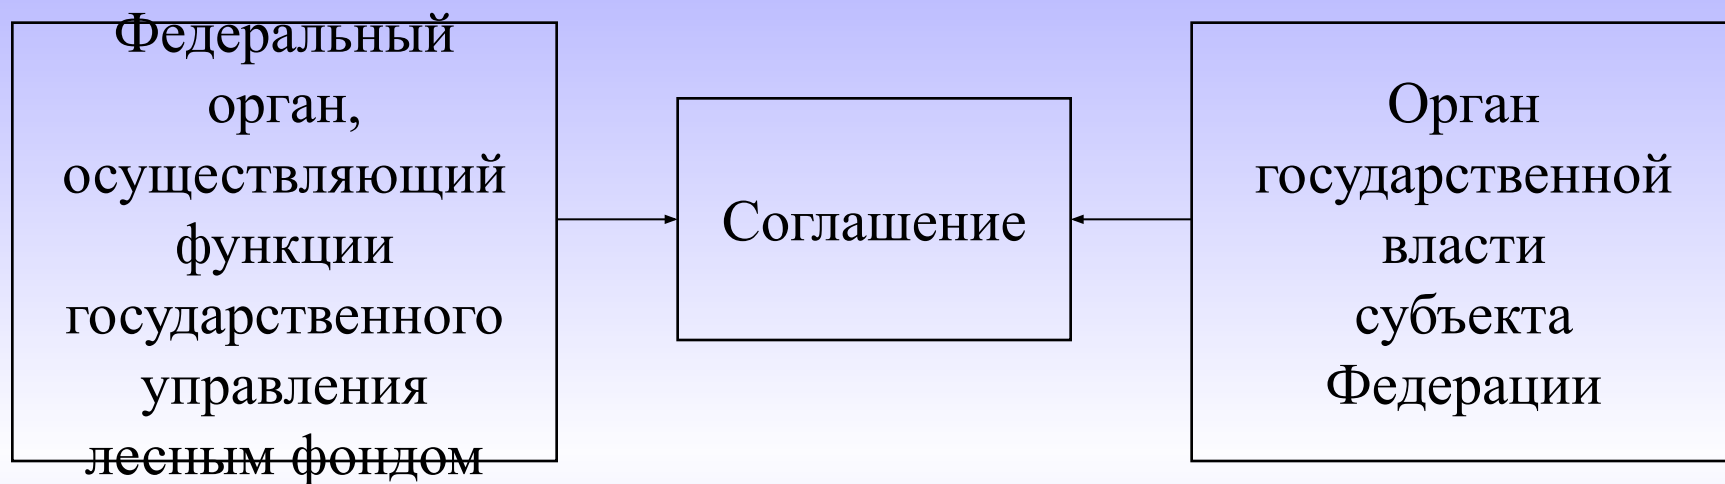 Федеральный
орган,
осуществляющий
функции
государственного
управления
лесным фондом
Соглашение
Орган
государственной
власти
субъекта
Федерации